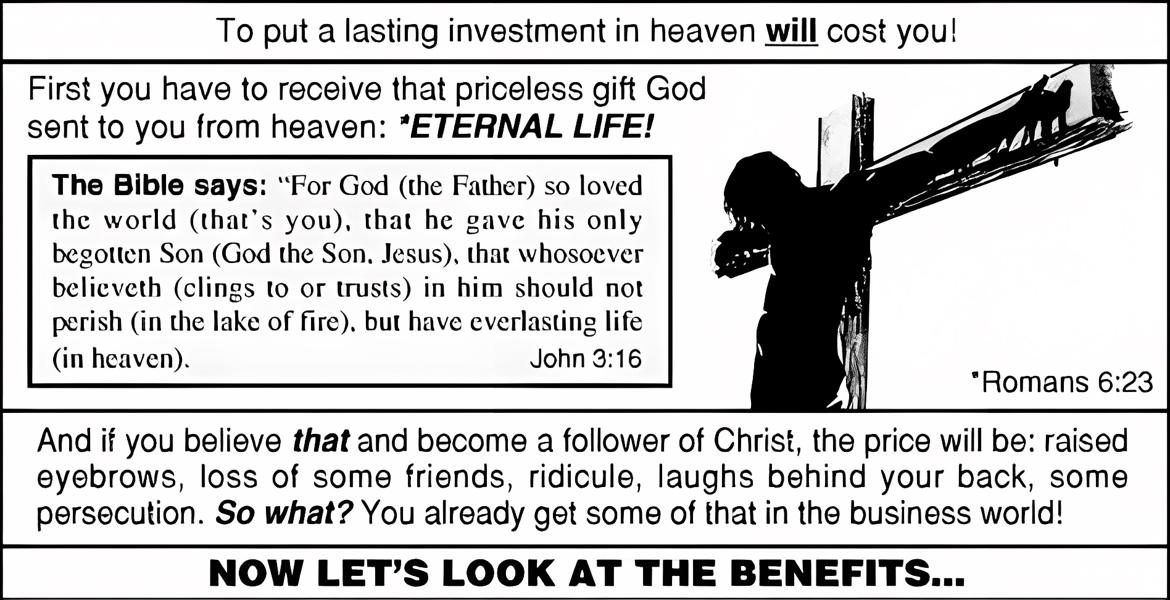 To put a lasting investment in heaven will cost you!
First you have to receive that priceless gift God
sent to you from heaven: *ETERNAL LIFE!
The Bible says: “For God (the Father) so loved
the world (that's you), that he gave his only
begotten Son (God the Son, Jesus), that whosoever
believeth (clings to or trusts) in him should not
perish (in the lake of fire), but have everlasting life
(in heaven). John 3:16
*Romans 6:23
And if you believe that and become a follower of Christ, the price will be: raised
eyebrows, loss of some friends, ridicule, laughs behind your back, some
persecution. So what? You already get some of that in the business world!
NOW LET'S LOOK AT THE BENEFITS...